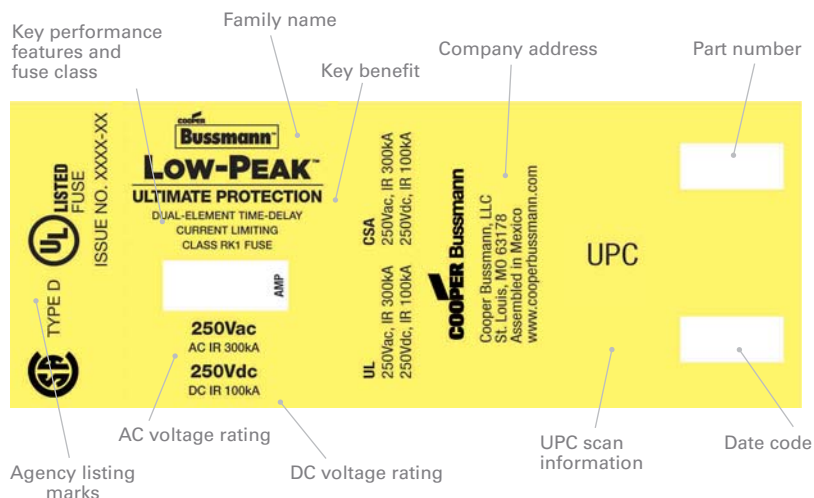 Key performance
features and
fuse class
Family name
Key benefit
Company address
Part number
LISTED
FUSE
ISSUE NO. XXXX-XX
UL
TYPE D
SA
COOPER
Bussmann™
LOW-PEAK™
ULTIMATE PROTECTION
DUAL-ELEMENT TIME-DELAY
CURRENT LIMITING
CLASS RK1 FUSE
AMP
250Vac
AC IR 300kA
250Vdc
DC IR 100kA
CSA
250Vac, IR 300kA
250Vdc, IR 100kA
UL
250Vac, IR 300kA
250Vdc, IR 100kA
COOPER Bussmann
Cooper Bussmann, LLC
St. Louis, MO 63178
Assembled in Mexico
www.cooperbussmann.com
UPC
Agency listing
marks
AC voltage rating
DC voltage rating
UPC scan
information
Date code